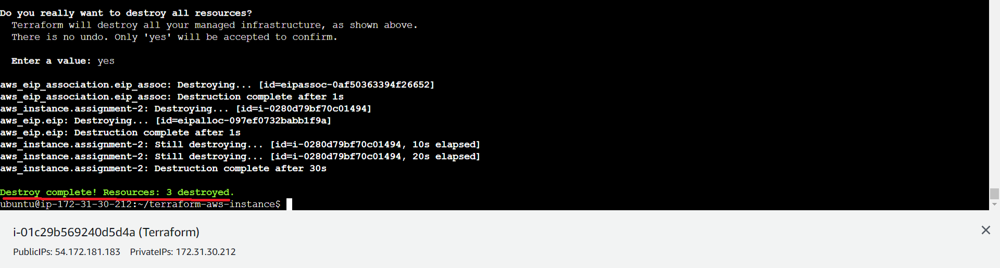 Do you really want to destroy all resources?
Terraform will destroy all your managed infrastructure, as shown above.
There is no undo. Only 'yes' will be accepted to confirm.
Enter a value: yes
aws_eip_association.eip_assoc: Destroying... [id=eipassoc-0af50363394f26652]
aws_eip_association.eip_assoc: Destruction complete after 1s
aws_instance.assignment-2: Destroying... [id=i-0280d79bf70c01494]
aws_eip.eip: Destroying... [id=eipalloc-097ef0732babb1f9a]
aws_eip.eip: Destruction complete after 1s
aws_instance.assignment-2: Still destroying... [id=i-0280d79bf70c01494, 10s elapsed]
aws_instance.assignment-2: Still destroying... [id=i-0280d79bf70c01494, 20s elapsed]
aws_instance.assignment-2: Destruction complete after 30s
Destroy complete! Resources: 3 destroyed.
ubuntu@ip-172-31-30-212:~/terraform-aws-instance$
i-01c29b569240d5d4a (Terraform)
PublicIPs: 54.172.181.183 PrivateIPs: 172.31.30.212